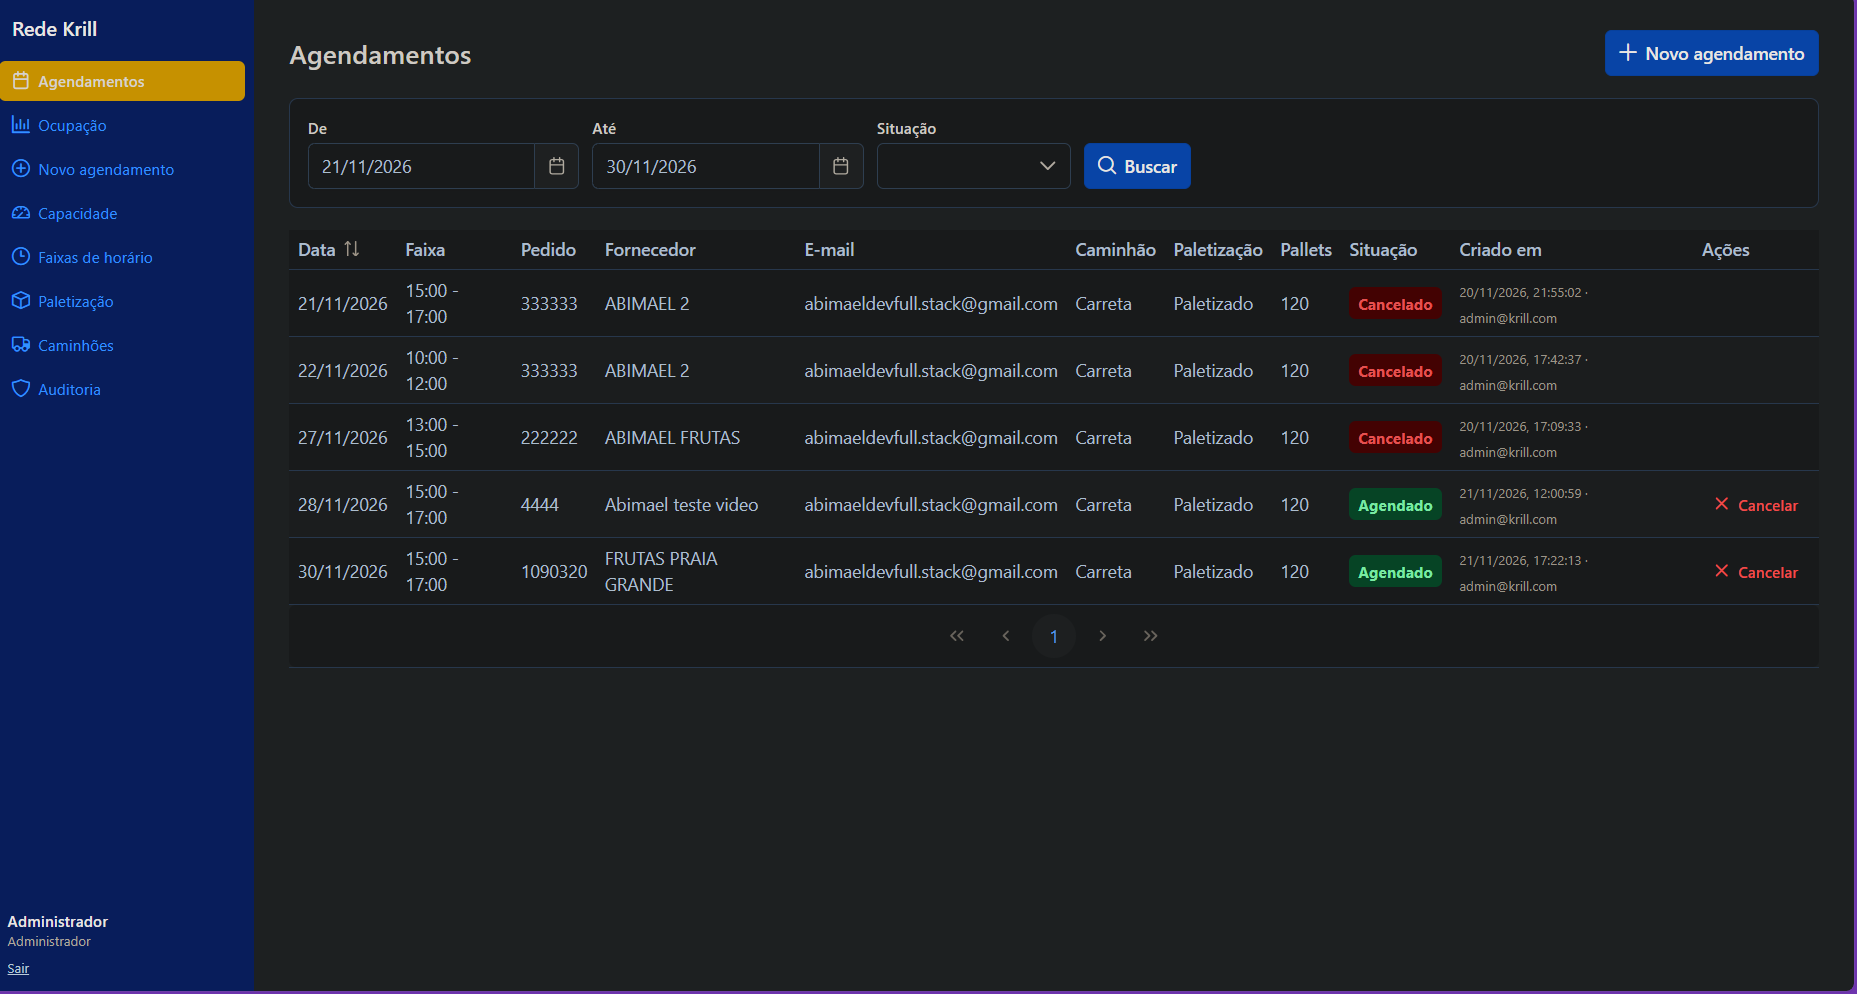 Rede Krill
Agendamentos
Ocupação
Novo agendamento
Capacidade
Faixas de horário
Paletização
Caminhões
Auditoria
Administrador
Administrador
Sair
Agendamentos
Novo agendamento
De Até Situação
21/11/2026 30/11/2026 Buscar
Data Faixa Pedido Fornecedor E-mail Caminhão Paletização Pallets Situação Criado em Ações
21/11/2026 15:00 - 17:00 333333 ABIMAEL 2 abimaeldevfull.stack@gmail.com Carreta Paletizado 120 Cancelado 20/11/2026, 21:55:02 · admin@krill.com
22/11/2026 10:00 - 12:00 333333 ABIMAEL 2 abimaeldevfull.stack@gmail.com Carreta Paletizado 120 Cancelado 20/11/2026, 17:42:37 · admin@krill.com
27/11/2026 13:00 - 15:00 222222 ABIMAEL FRUTAS abimaeldevfull.stack@gmail.com Carreta Paletizado 120 Cancelado 20/11/2026, 17:09:33 · admin@krill.com
28/11/2026 15:00 - 17:00 4444 Abimael teste video abimaeldevfull.stack@gmail.com Carreta Paletizado 120 Agendado 21/11/2026, 12:00:59 · admin@krill.com Cancelar
30/11/2026 15:00 - 17:00 1090320 FRUTAS PRAIA GRANDE abimaeldevfull.stack@gmail.com Carreta Paletizado 120 Agendado 21/11/2026, 17:22:13 · admin@krill.com Cancelar
1